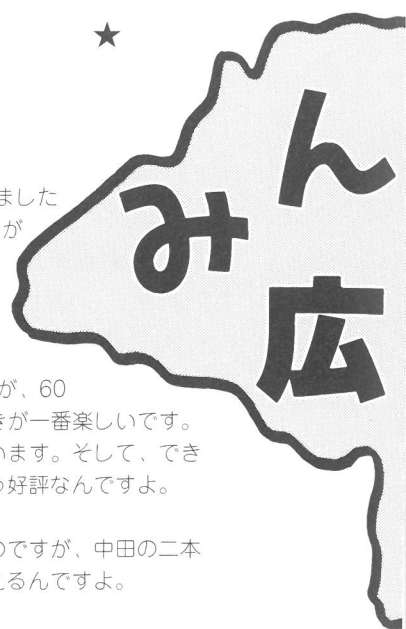 ★
みん
広
ました
が
が、60
きが一番楽しいです。
います。そして、でき
好評なんですよ。
のですが、中田の二本
えるんですよ。